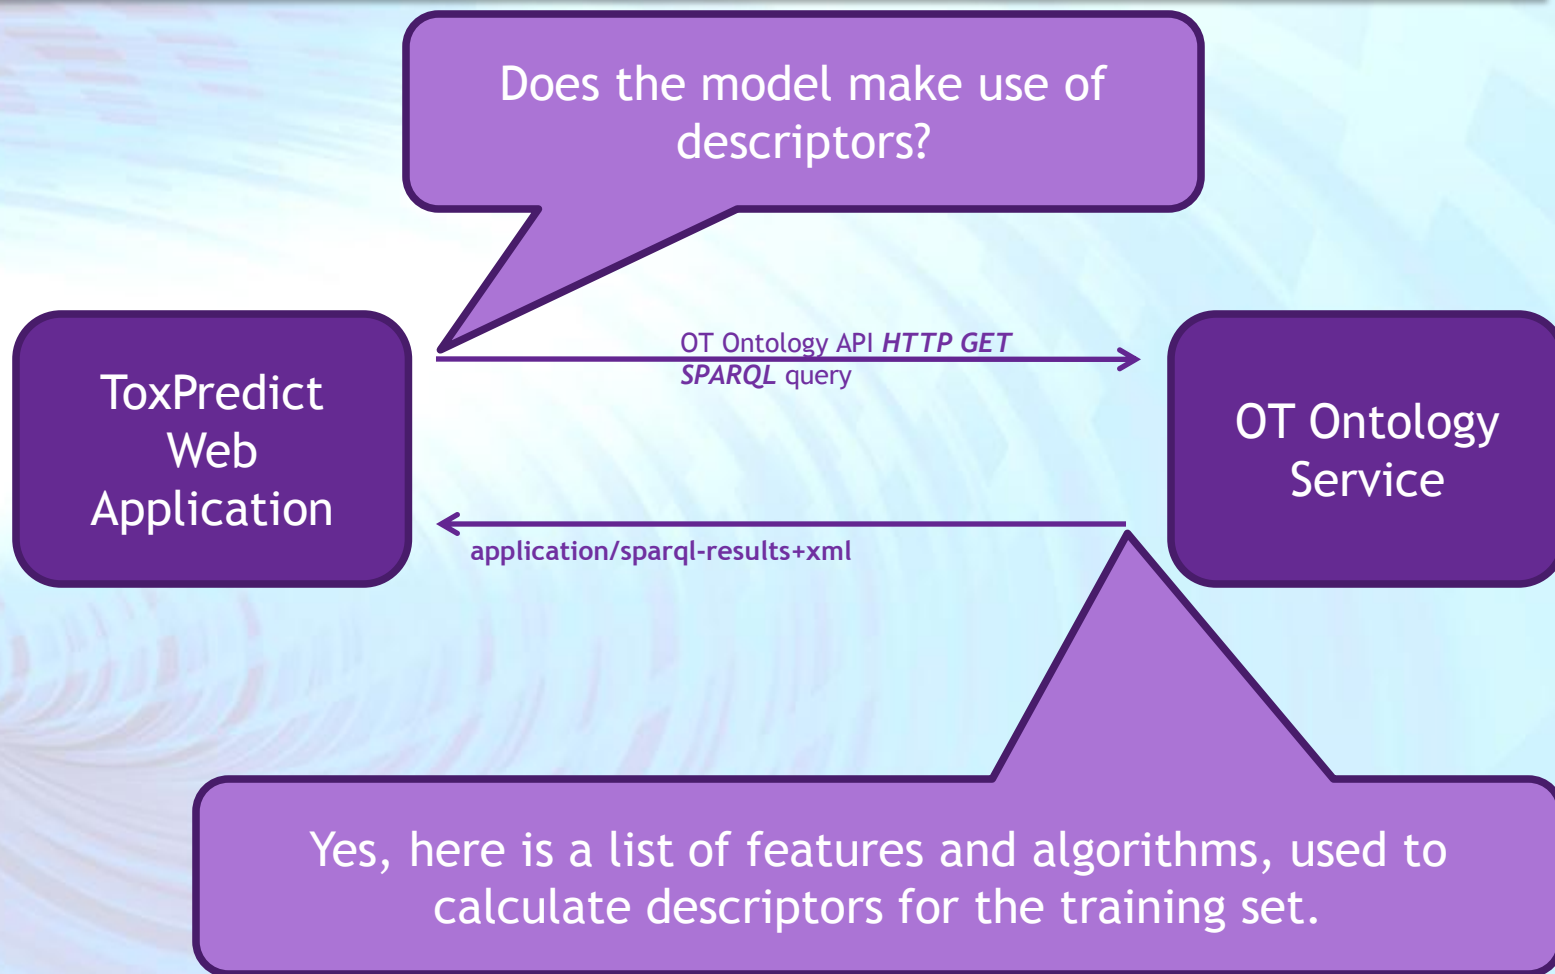 Does the model make use of
descriptors?
OT Ontology API HTTP GET
SPARQL query
ToxPredict
Web
Application
OT Ontology
Service
application/sparql-results+xml
Yes, here is a list of features and algorithms, used to
calculate descriptors for the training set.